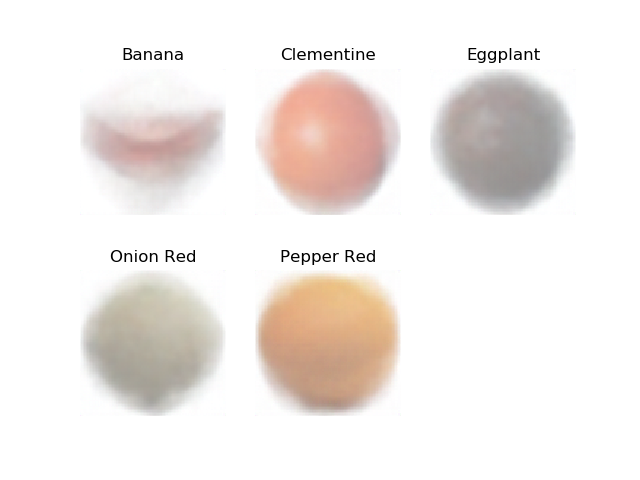 Banana
Clementine
Eggplant
Onion Red
Pepper Red